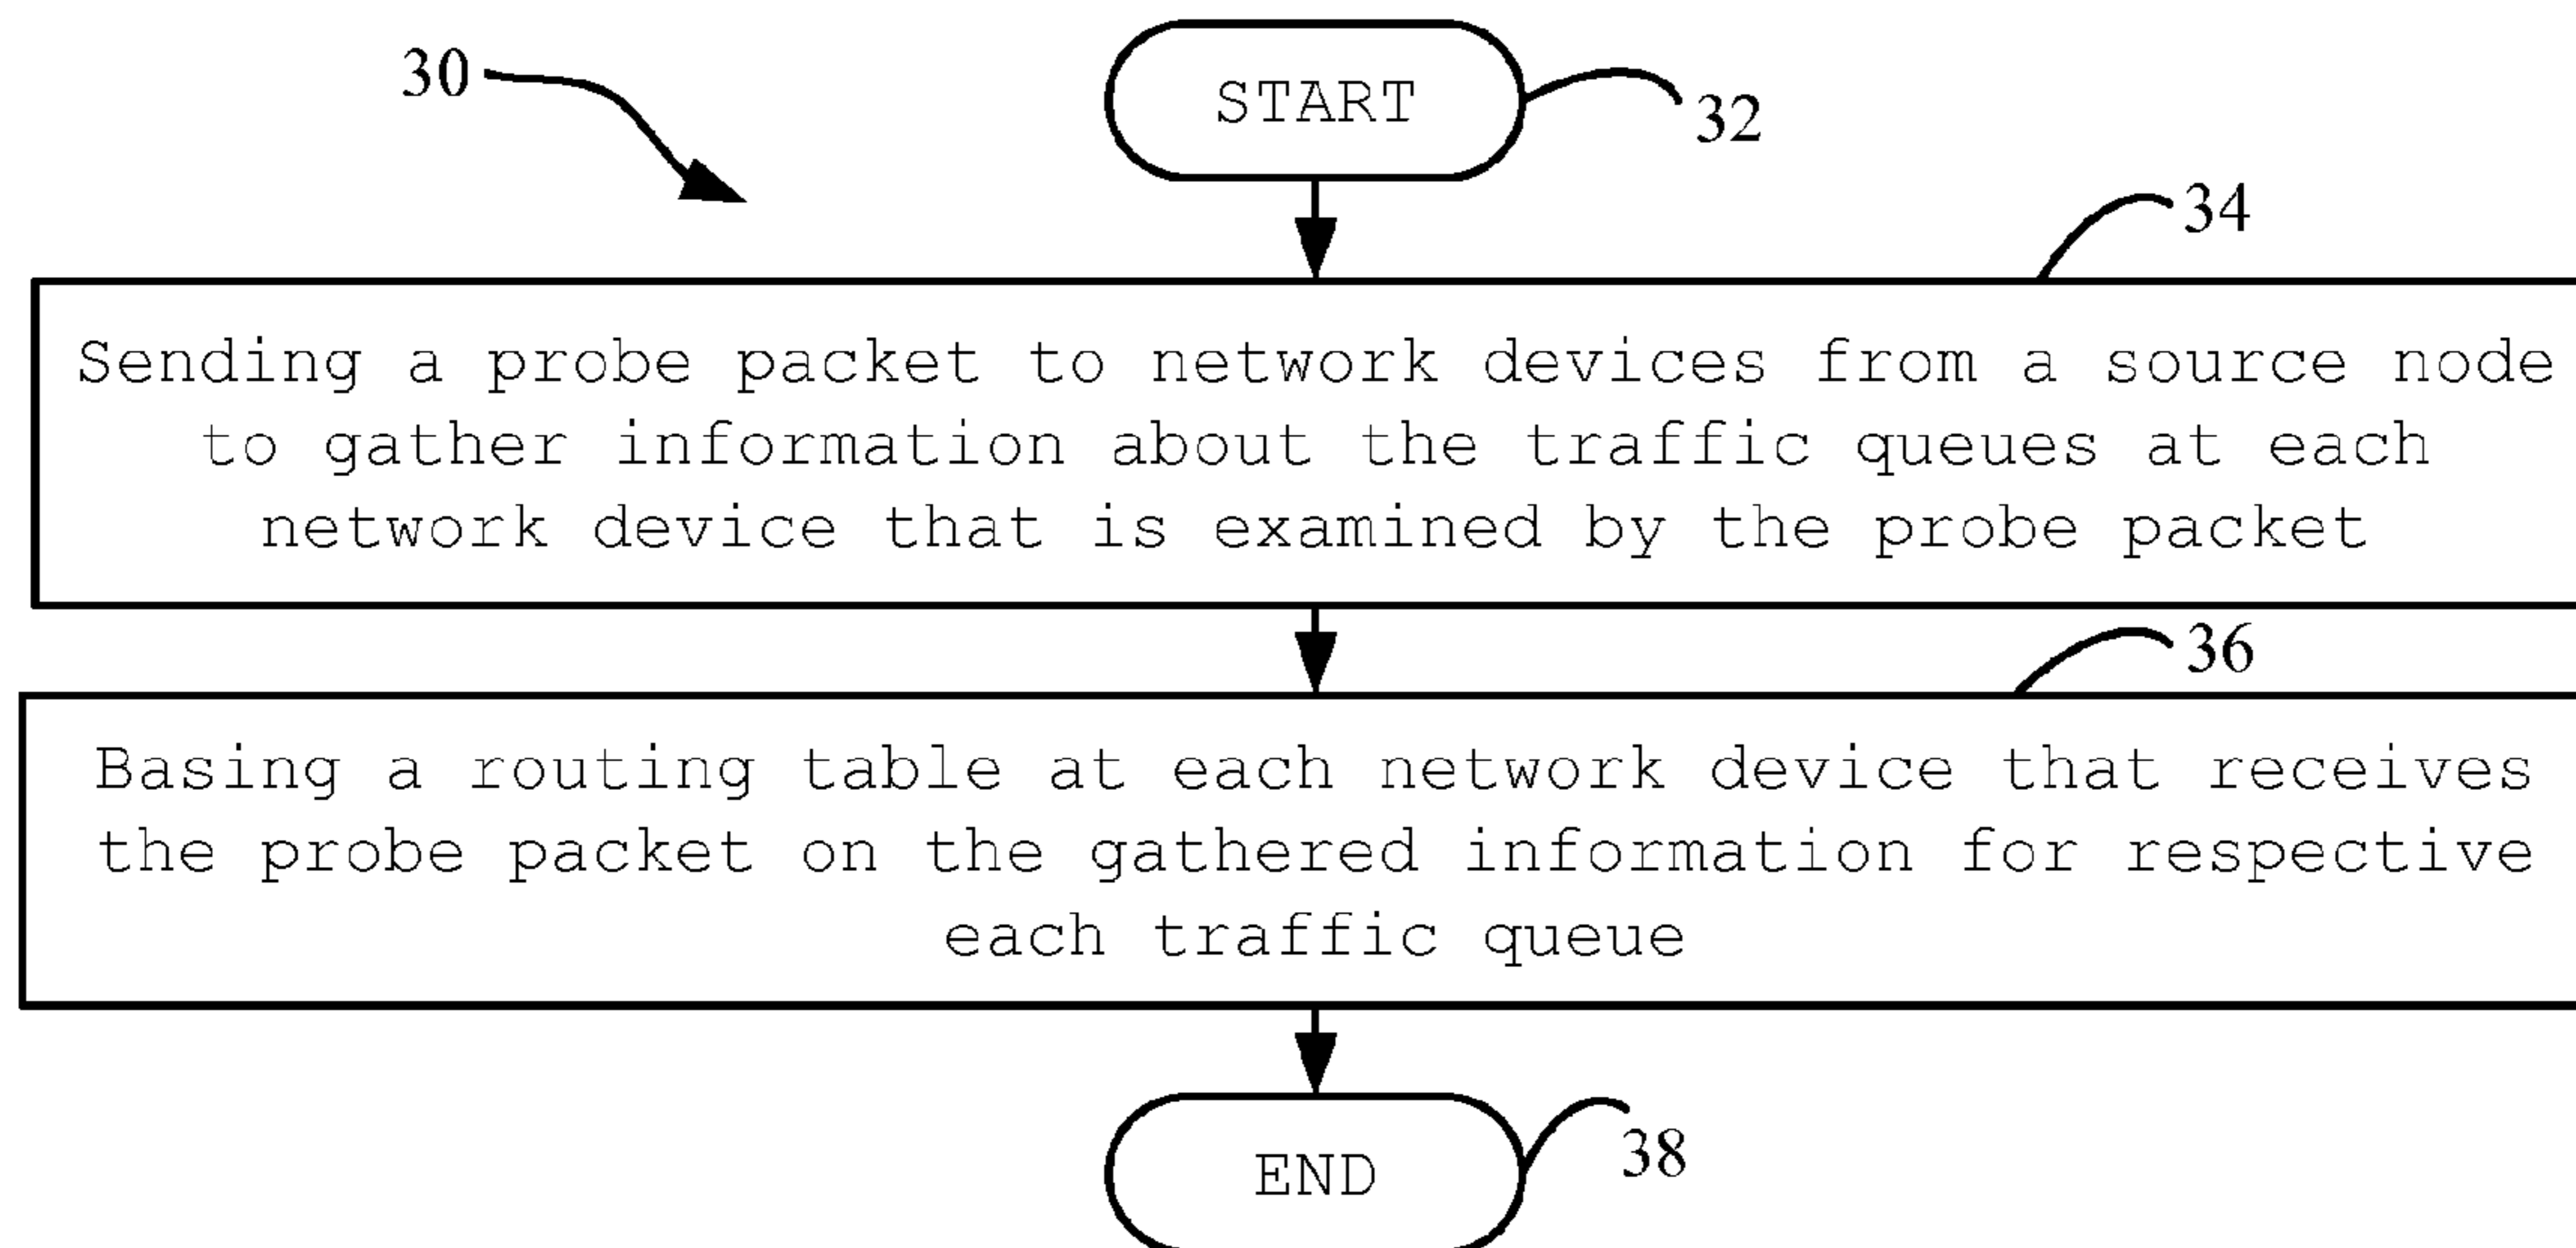 30
START
32
34
Sending a probe packet to network devices from a source node
to gather information about the traffic queues at each
network device that is examined by the probe packet
36
Basing a routing table at each network device that receives
the probe packet on the gathered information for respective
each traffic queue
END
38